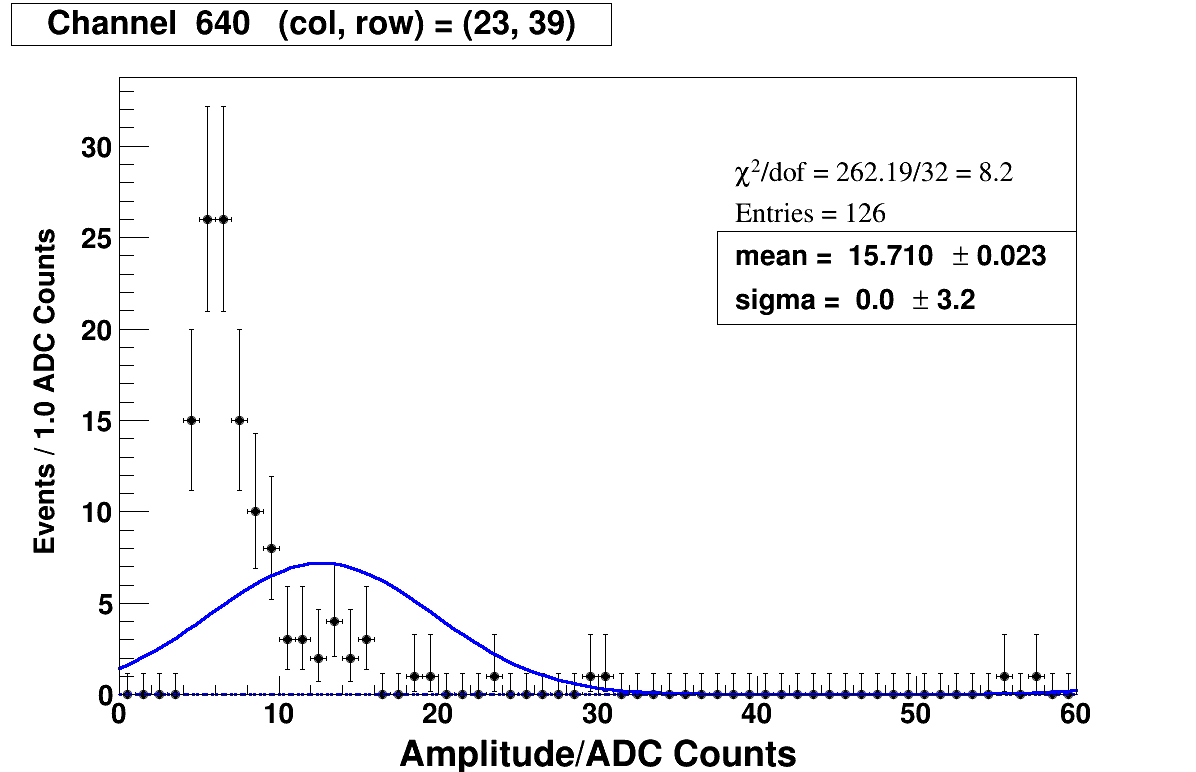 Channel 640 (col, row) = (23, 39)
χ²/dof = 262.19/32 = 8.2
Entries = 126
mean = 15.710 ± 0.023
sigma = 0.0 ± 3.2
Events / 1.0 ADC Counts
30
25
20
15
10
5
0
0 10 20 30 40 50 60
Amplitude/ADC Counts